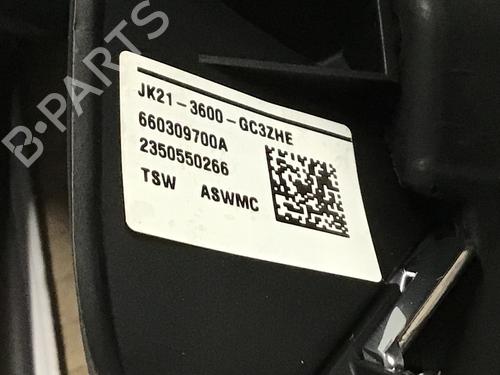 B-PARTS
JK21-3600-GC3ZHE
660309700A
2350550266
TSW ASWMC